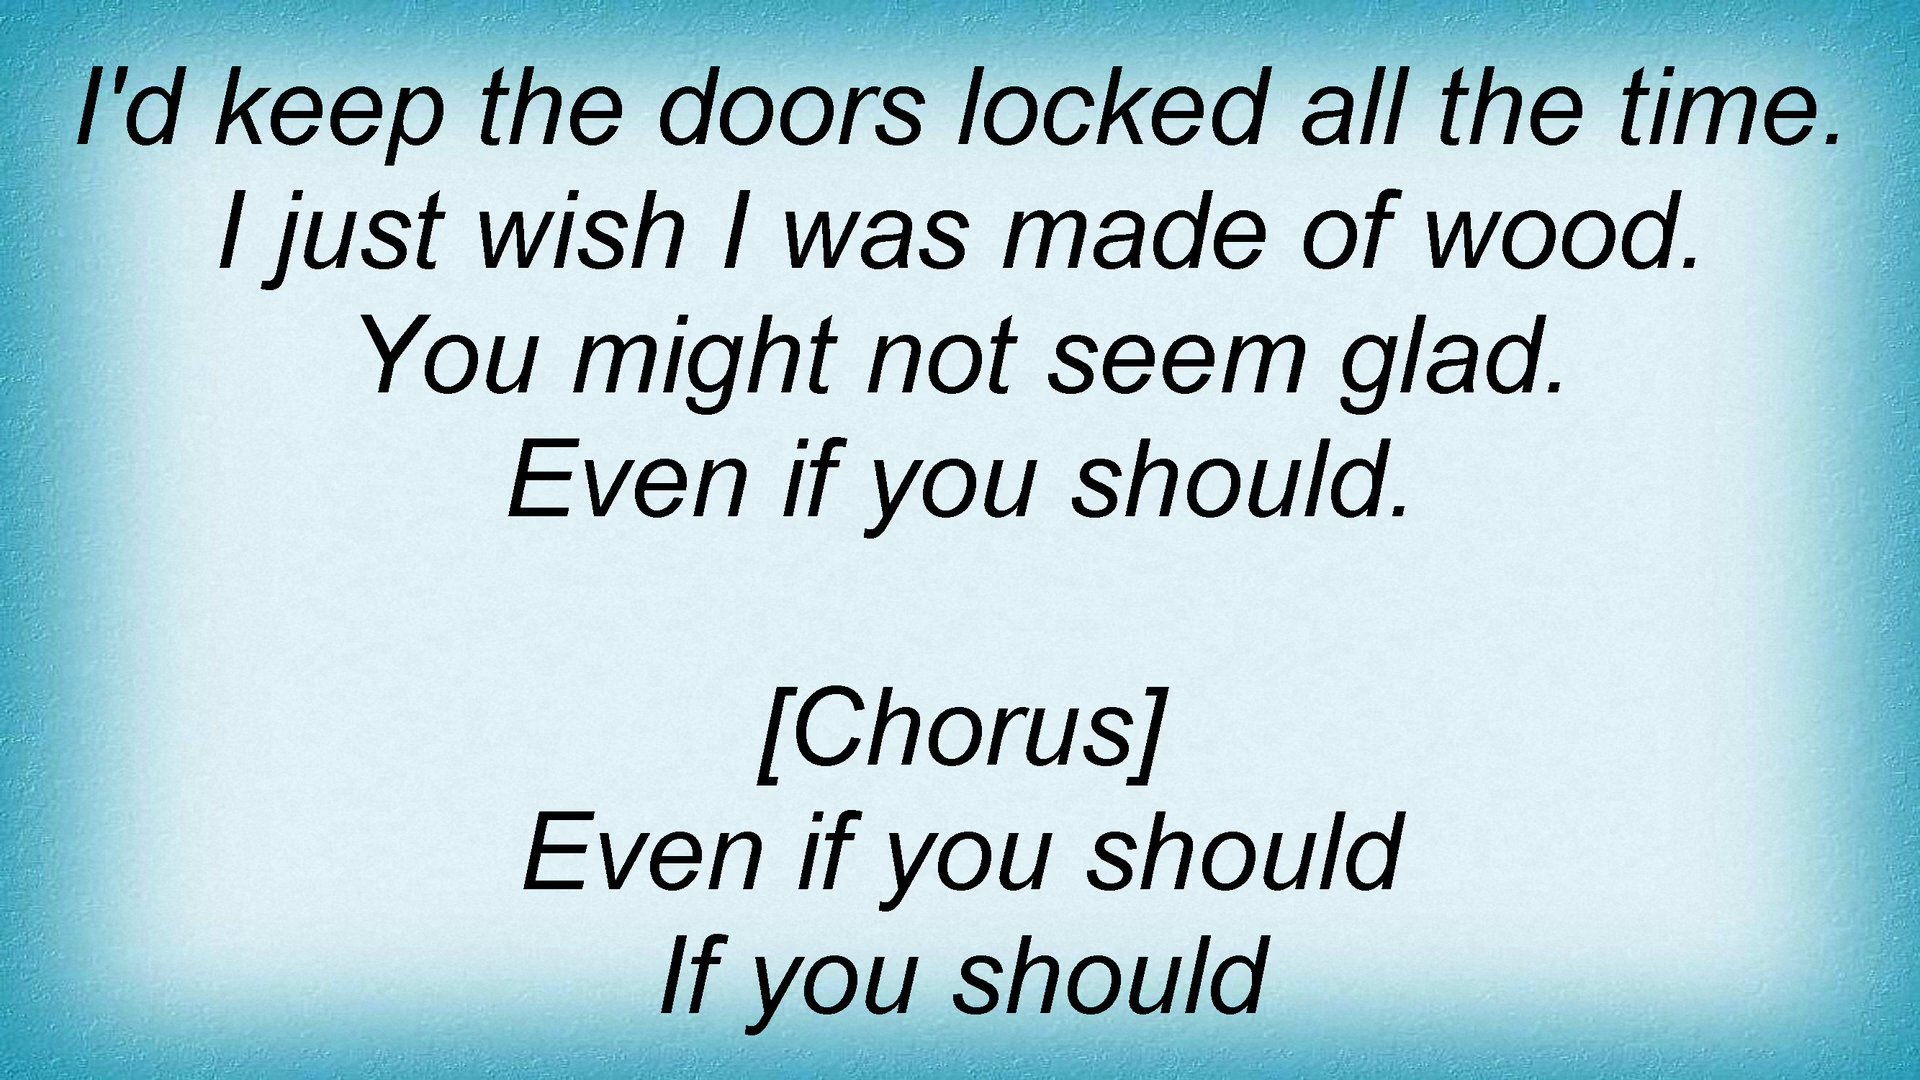 I'd keep the doors locked all the time.
I just wish I was made of wood.
You might not seem glad.
Even if you should.
[Chorus]
Even if you should
If you should